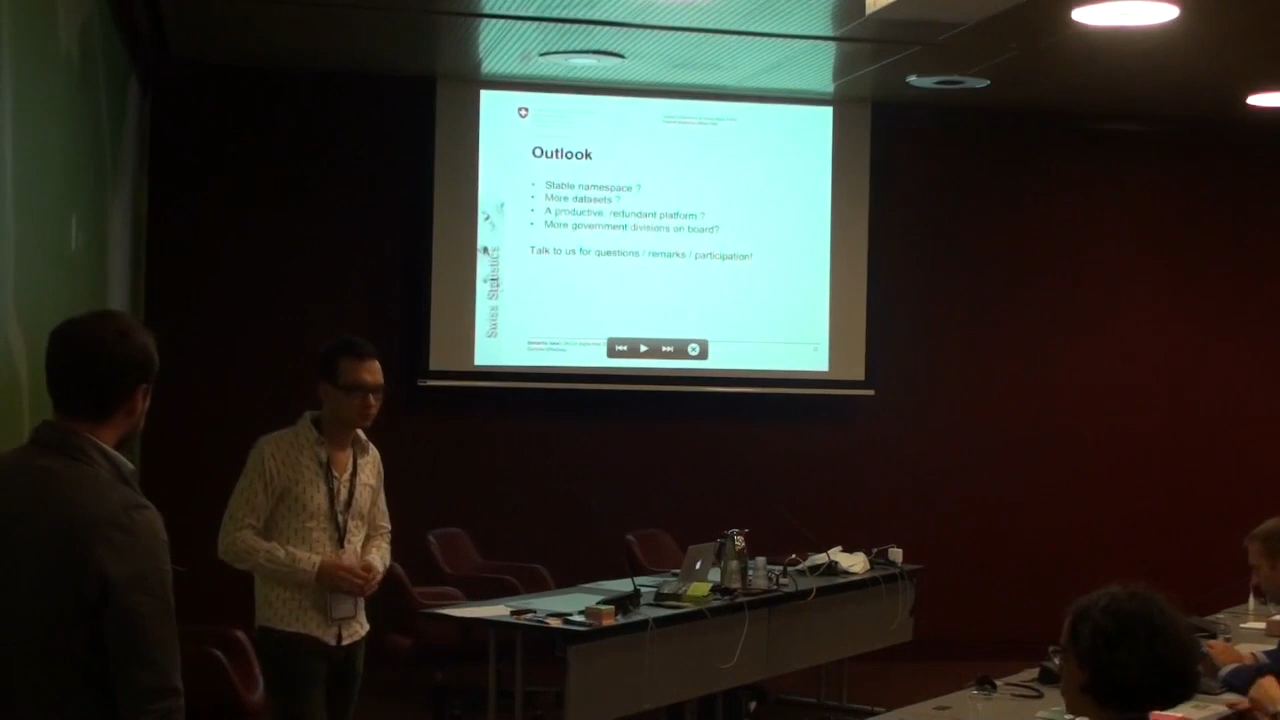 Outlook
• Stable namespace ?
• More datasets ?
• A productive, redundant platform ?
• More government divisions on board?
Talk to us for questions / remarks / participation!
Swiss Statistics